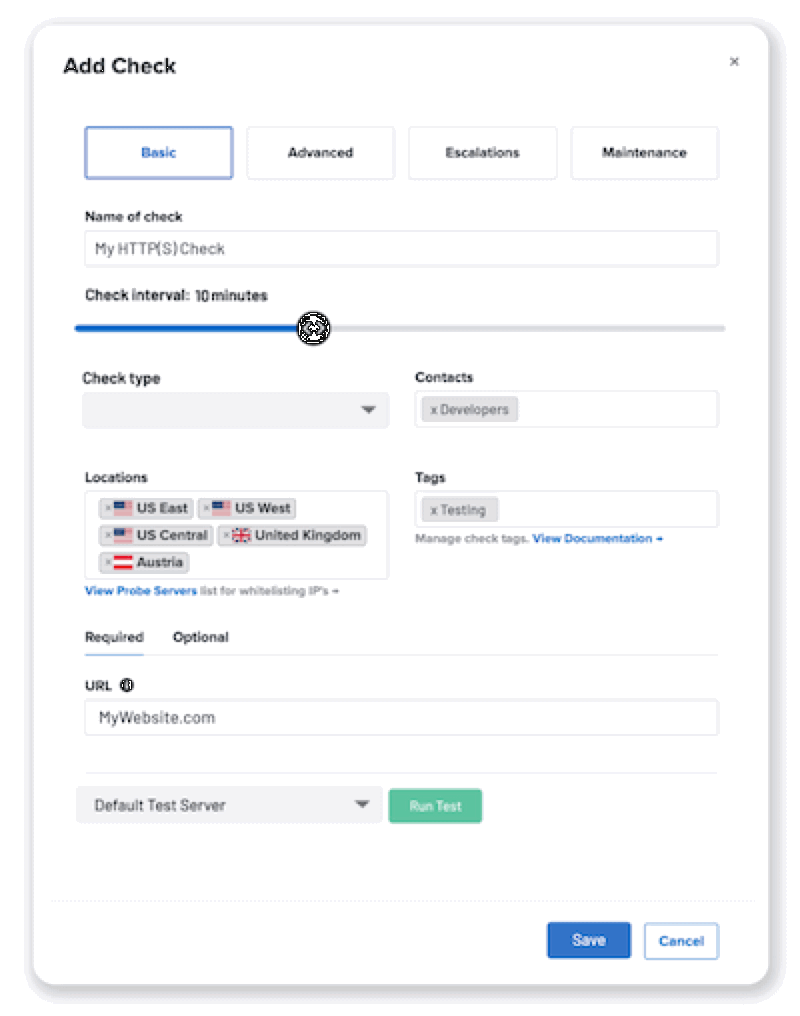 Add Check
×
Basic Advanced Escalations Maintenance
Name of check
My HTTP(S) Check
Check interval: 10 minutes
Check type
Contacts
x Developers
Locations
× US East × US West
× US Central × United Kingdom
× Austria
View Probe Servers list for whitelisting IP's →
Tags
x Testing
Manage check tags. View Documentation →
Required Optional
URL
MyWebsite.com
Default Test Server Run Test
Save Cancel